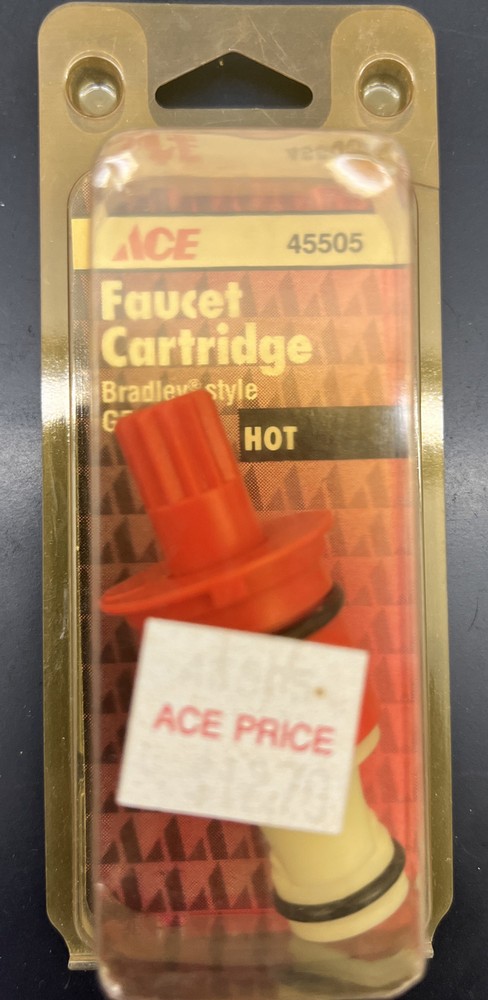 ACE 45505
Faucet
Cartridge
Bradley® style
HOT
ACE PRICE